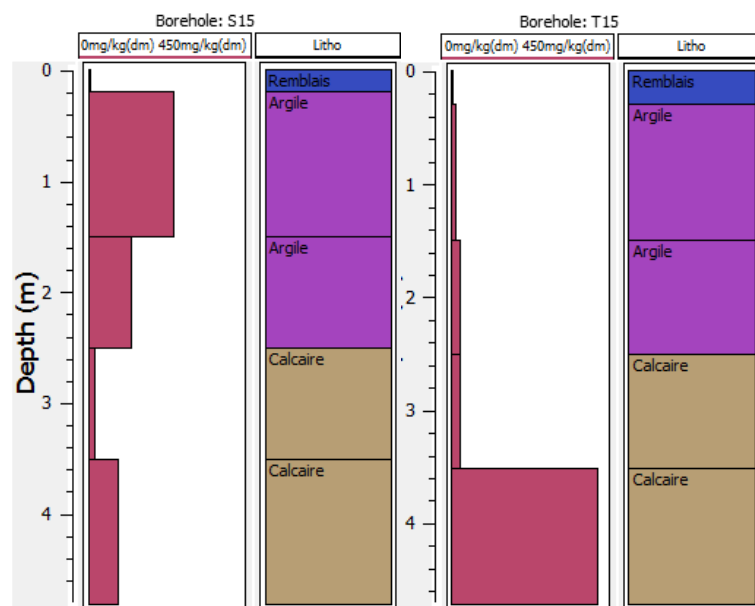 Borehole: S15
0mg/kg(dm) 450mg/kg(dm) Litho
Borehole: T15
0mg/kg(dm) 450mg/kg(dm) Litho
Depth (m)
0
1
2
3
4
Remblais
Argile
Argile
Calcaire
Calcaire
0
1
2
3
4
Remblais
Argile
Argile
Calcaire
Calcaire